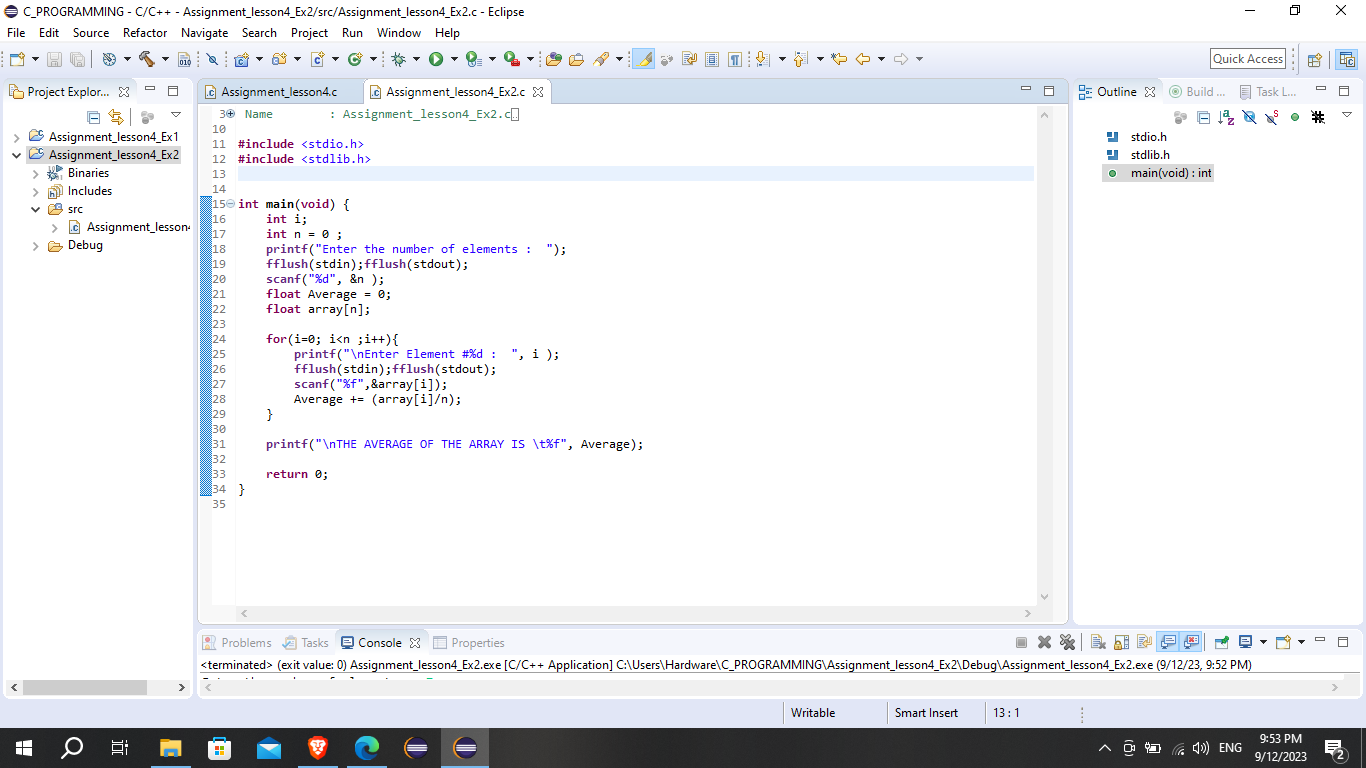 C_PROGRAMMING - C/C++ - Assignment_lesson4_Ex2/src/Assignment_lesson4_Ex2.c - Eclipse
File Edit Source Refactor Navigate Search Project Run Window Help
Quick Access
Project Explor...
Assignment_lesson4_Ex1
Assignment_lesson4_Ex2
Binaries
Includes
src
Assignment_lesson4
Debug
Assignment_lesson4.c
Assignment_lesson4_Ex2.c
3 Name : Assignment_lesson4_Ex2.c
10
11 #include <stdio.h>
12 #include <stdlib.h>
13
14
15 int main(void) {
16 int i;
17 int n = 0 ;
18 printf("Enter the number of elements :  ");
19 fflush(stdin);fflush(stdout);
20 scanf("%d", &n );
21 float Average = 0;
22 float array[n];
23
24 for(i=0; i<n ;i++){
25 printf("\nEnter Element #%d :  ", i );
26 fflush(stdin);fflush(stdout);
27 scanf("%f",&array[i]);
28 Average += (array[i]/n);
29 }
30
31 printf("\nTHE AVERAGE OF THE ARRAY IS \t%f", Average);
32
33 return 0;
34 }
35
Outline
Build ...
Task L...
stdio.h
stdlib.h
main(void) : int
Problems Tasks Console Properties
<terminated> (exit value: 0) Assignment_lesson4_Ex2.exe [C/C++ Application] C:\Users\Hardware\C_PROGRAMMING\Assignment_lesson4_Ex2\Debug\Assignment_lesson4_Ex2.exe (9/12/23, 9:52 PM)
Writable Smart Insert 13 : 1
ENG
9:53 PM
9/12/2023
2